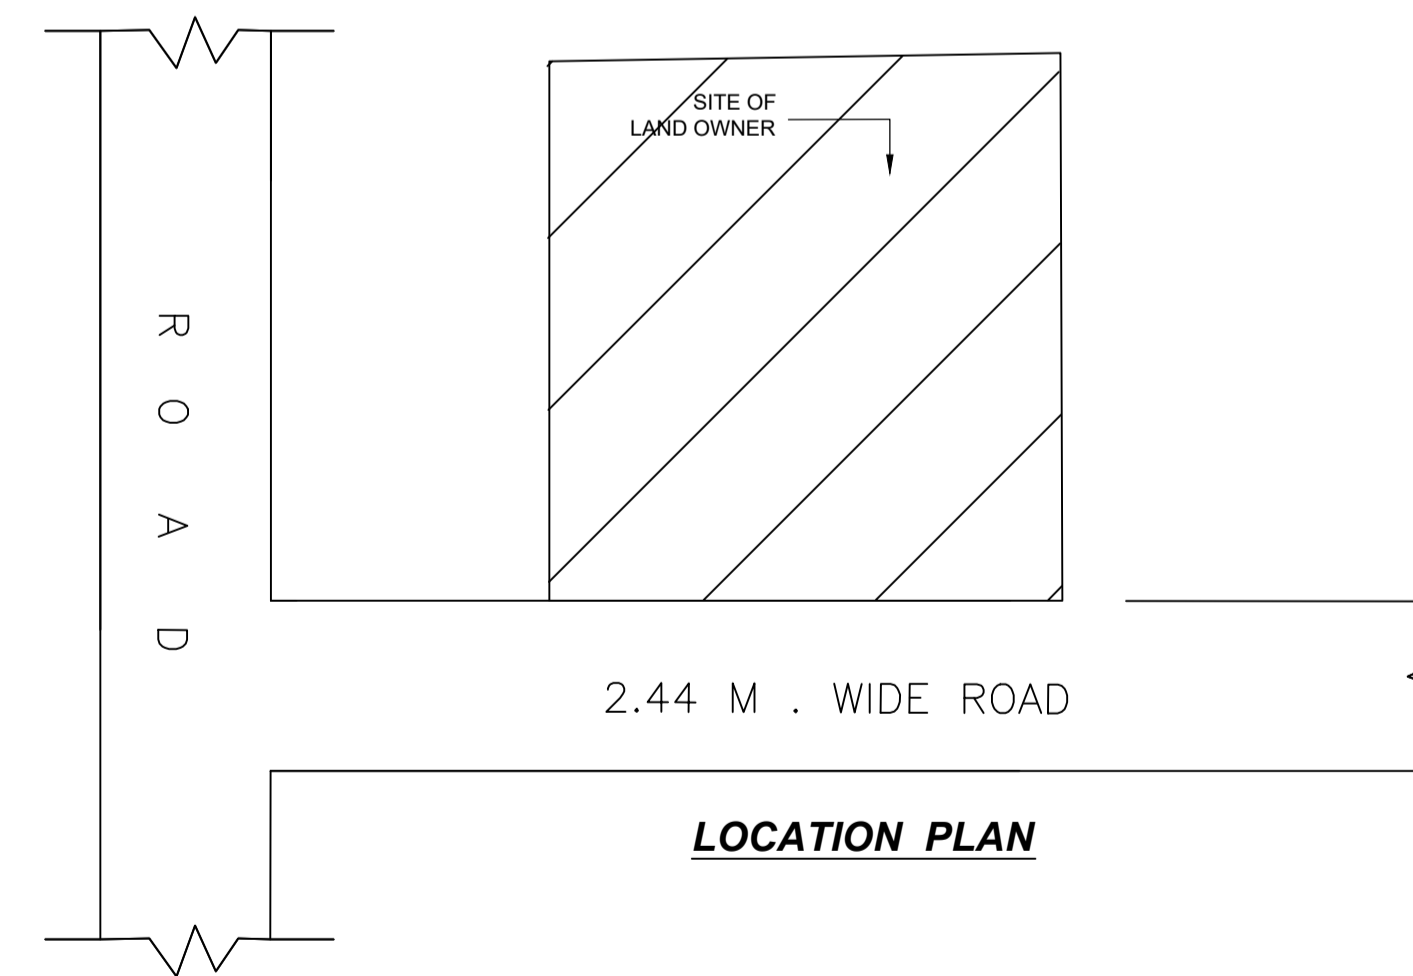 SITE OF
LAND OWNER
R O A D
2.44 M . WIDE ROAD
LOCATION PLAN